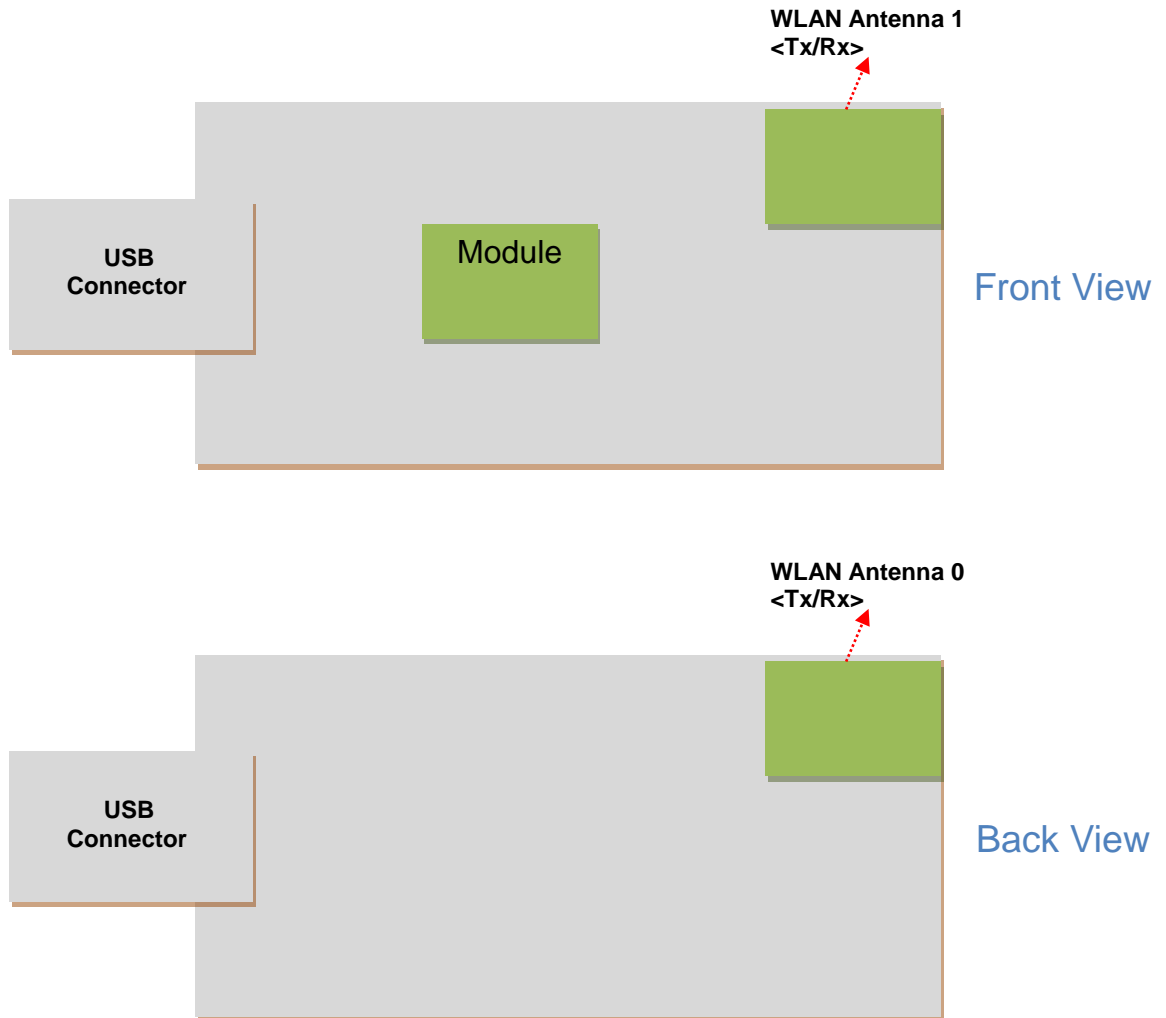 WLAN Antenna 1
<Tx/Rx>
USB
Connector
Module
Front View
WLAN Antenna 0
<Tx/Rx>
USB
Connector
Back View